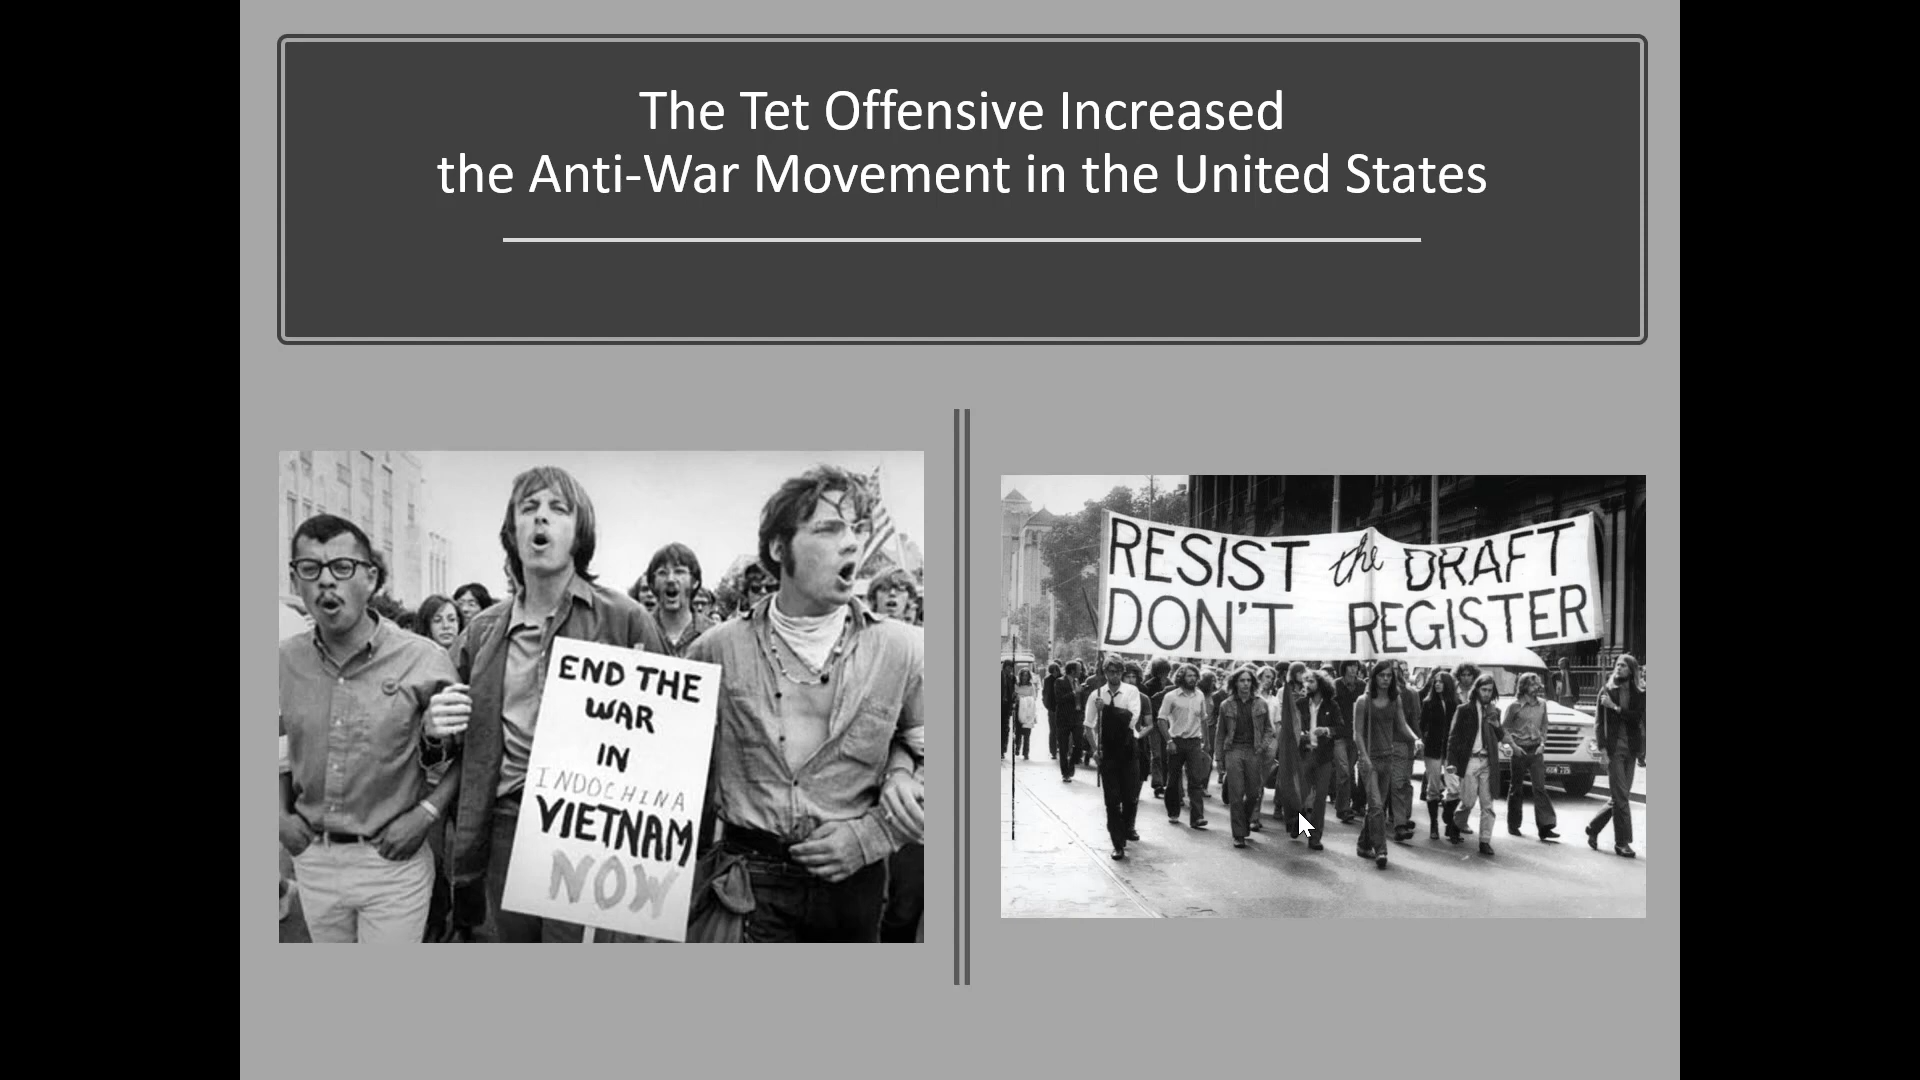 The Tet Offensive Increased
the Anti-War Movement in the United States
END THE
WAR
IN
INDOCHINA
VIETNAM
NOW
RESIST the DRAFT
DON'T REGISTER